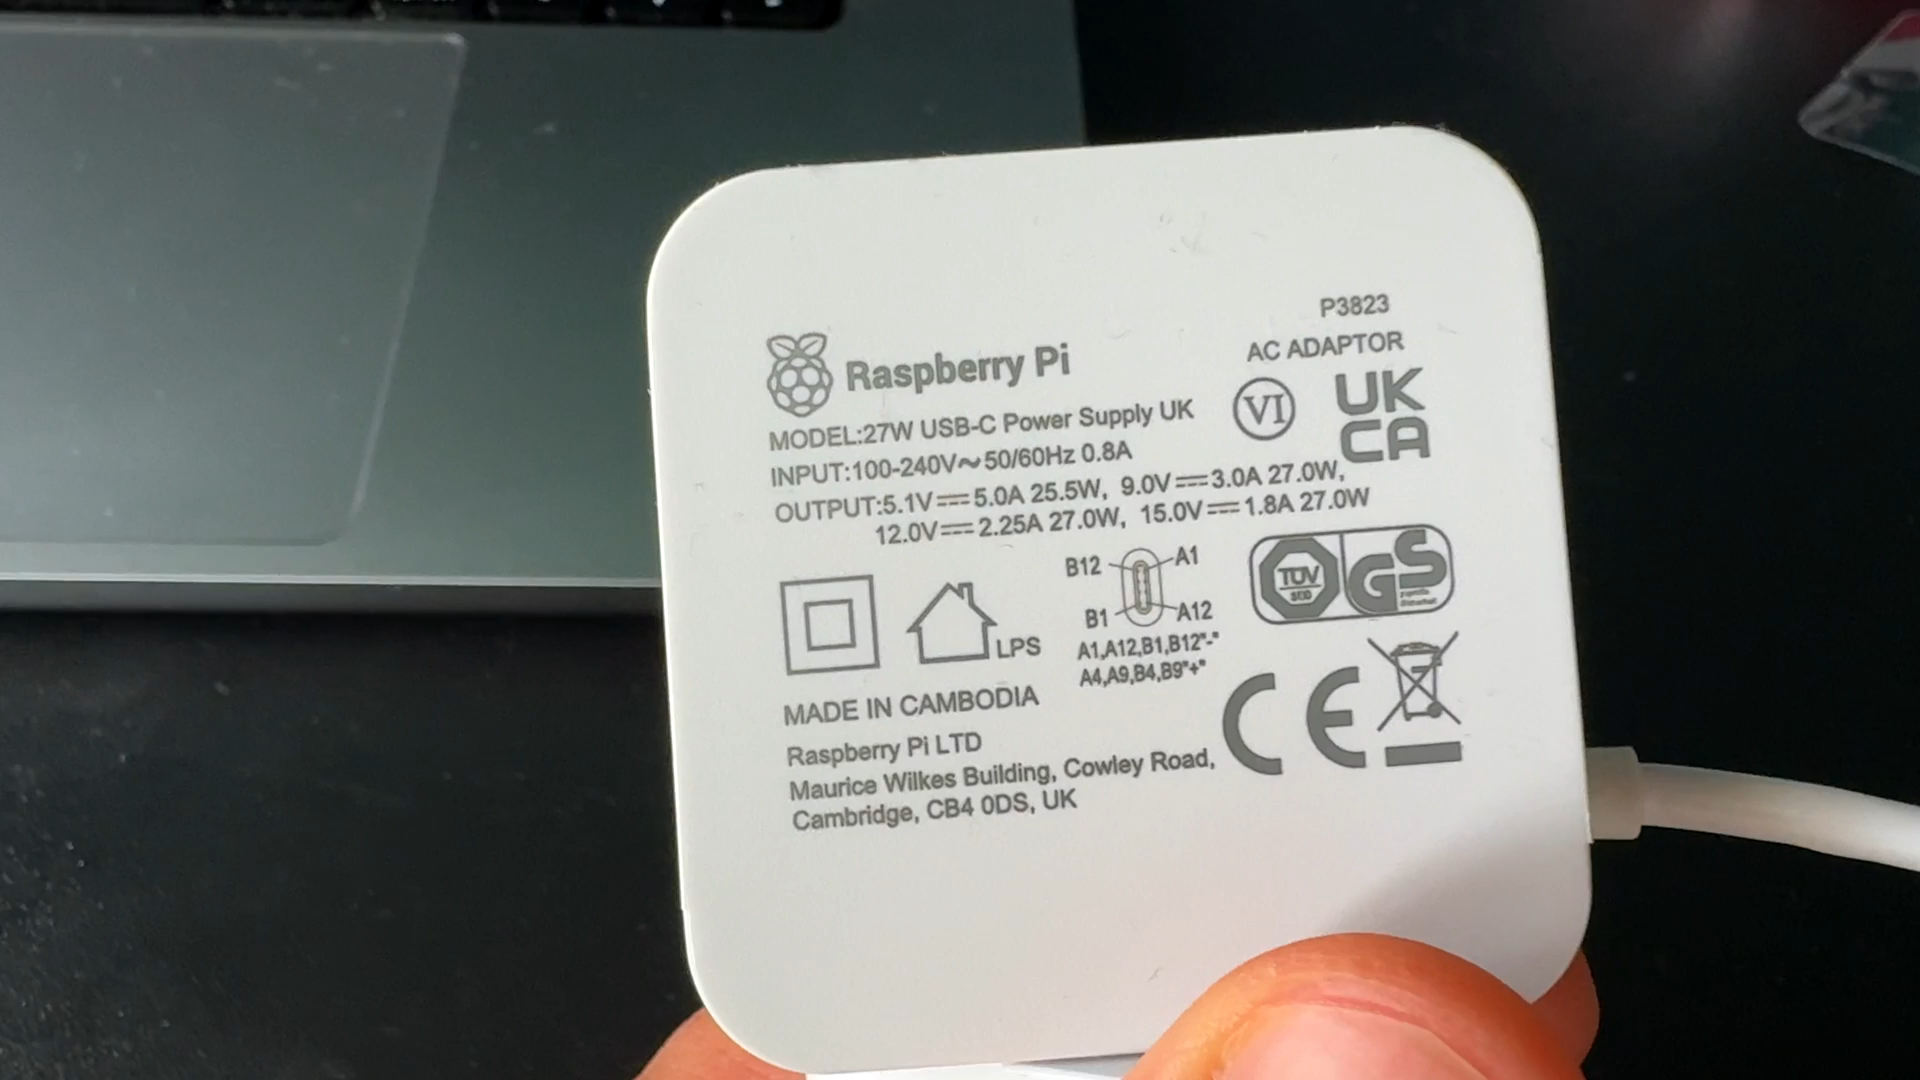 P3823
AC ADAPTOR
Raspberry Pi
VI
UK
CA
MODEL:27W USB-C Power Supply UK
INPUT:100-240V~50/60Hz 0.8A
OUTPUT:5.1V⎓5.0A 25.5W, 9.0V⎓3.0A 27.0W,
12.0V⎓2.25A 27.0W, 15.0V⎓1.8A 27.0W
B12 A1
B1 A12
A1,A12,B1,B12"-"
A4,A9,B4,B9"+"
LPS
TÜV
SÜD
GS
CE
MADE IN CAMBODIA
Raspberry Pi LTD
Maurice Wilkes Building, Cowley Road,
Cambridge, CB4 0DS, UK